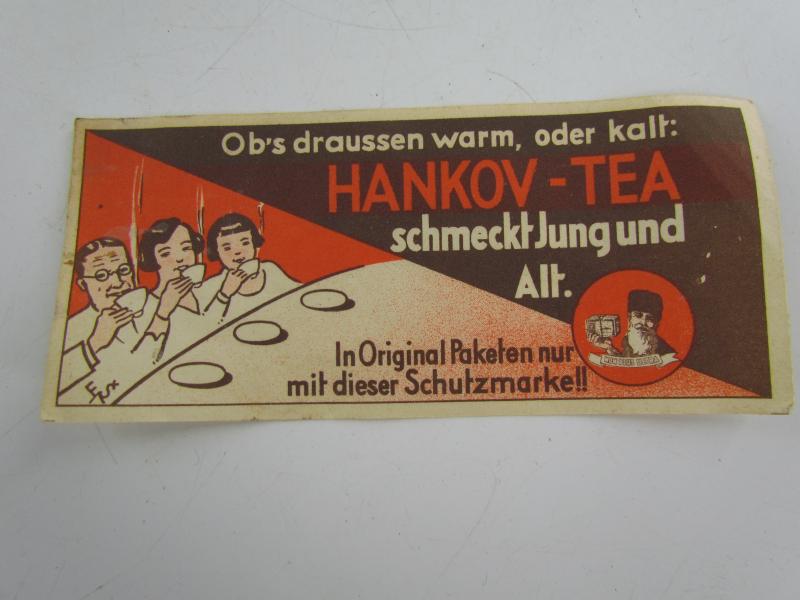 Ob's draussen warm, oder kalt:
HANKOV - TEA
schmeckt Jung und
Alt.
In Original Paketen nur
mit dieser Schutzmarke!!